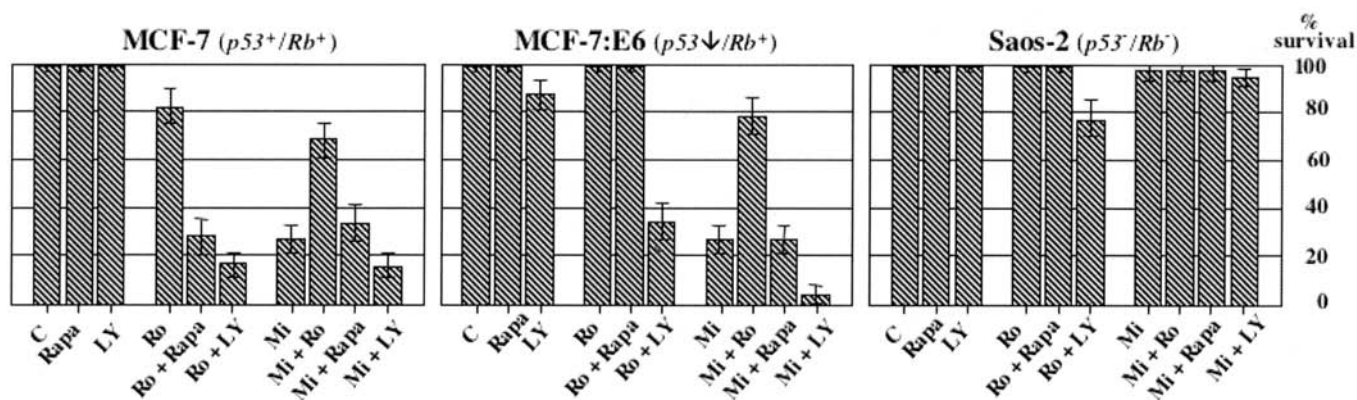 MCF-7 (p53⁺/Rb⁺)
MCF-7:E6 (p53↓/Rb⁺)
Saos-2 (p53⁻/Rb⁻)
%
survival
100
80
60
40
20
0
C
Rapa
LY
Ro
Ro + Rapa
Ro + LY
Mi
Mi + Ro
Mi + Rapa
Mi + LY
C
Rapa
LY
Ro
Ro + Rapa
Ro + LY
Mi
Mi + Ro
Mi + Rapa
Mi + LY
C
Rapa
LY
Ro
Ro + Rapa
Ro + LY
Mi
Mi + Ro
Mi + Rapa
Mi + LY